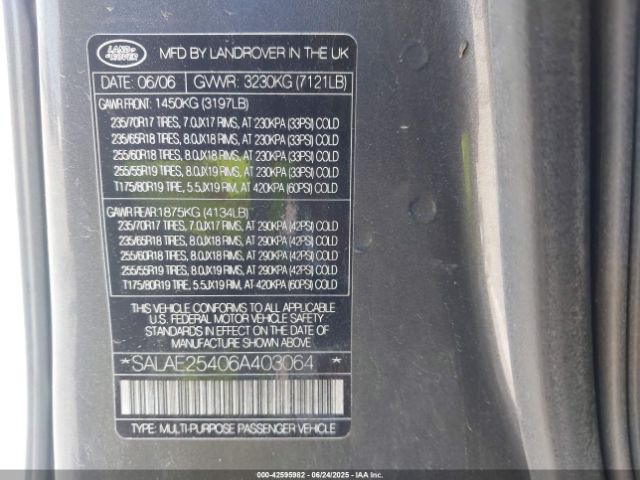 LAND-
ROVER
MFD BY LANDROVER IN THE UK
DATE: 06/06 GVWR: 3230KG (7121LB)
GAWR FRONT: 1450KG (3197LB)
235/70R17 TIRES, 7.0JX17 RIMS, AT 230KPA (33PSI) COLD
235/65R18 TIRES, 8.0JX18 RIMS, AT 230KPA (33PSI) COLD
255/60R18 TIRES, 8.0JX18 RIMS, AT 230KPA (33PSI) COLD
255/55R19 TIRES, 8.0JX19 RIMS, AT 230KPA (33PSI) COLD
T175/80R19 TIRE, 5.5JX19 RIM, AT 420KPA (60PSI) COLD
GAWR REAR 1875KG (4134LB)
235/70R17 TIRES, 7.0JX17 RIMS, AT 290KPA (42PSI) COLD
235/65R18 TIRES, 8.0JX18 RIMS, AT 290KPA (42PSI) COLD
255/60R18 TIRES, 8.0JX18 RIMS, AT 290KPA (42PSI) COLD
255/55R19 TIRES, 8.0JX19 RIMS, AT 290KPA (42PSI) COLD
T175/80R19 TIRE, 5.5JX19 RIM, AT 420KPA (60PSI) COLD
THIS VEHICLE CONFORMS TO ALL APPLICABLE
U.S. FEDERAL MOTOR VEHICLE SAFETY
STANDARDS IN EFFECT ON THE DATE OF
MANUFACTURE SHOWN ABOVE.
*SALAE25406A403064 *
TYPE: MULTI-PURPOSE PASSENGER VEHICLE
000-42595982 - 06/24/2025 - IAAI.COM